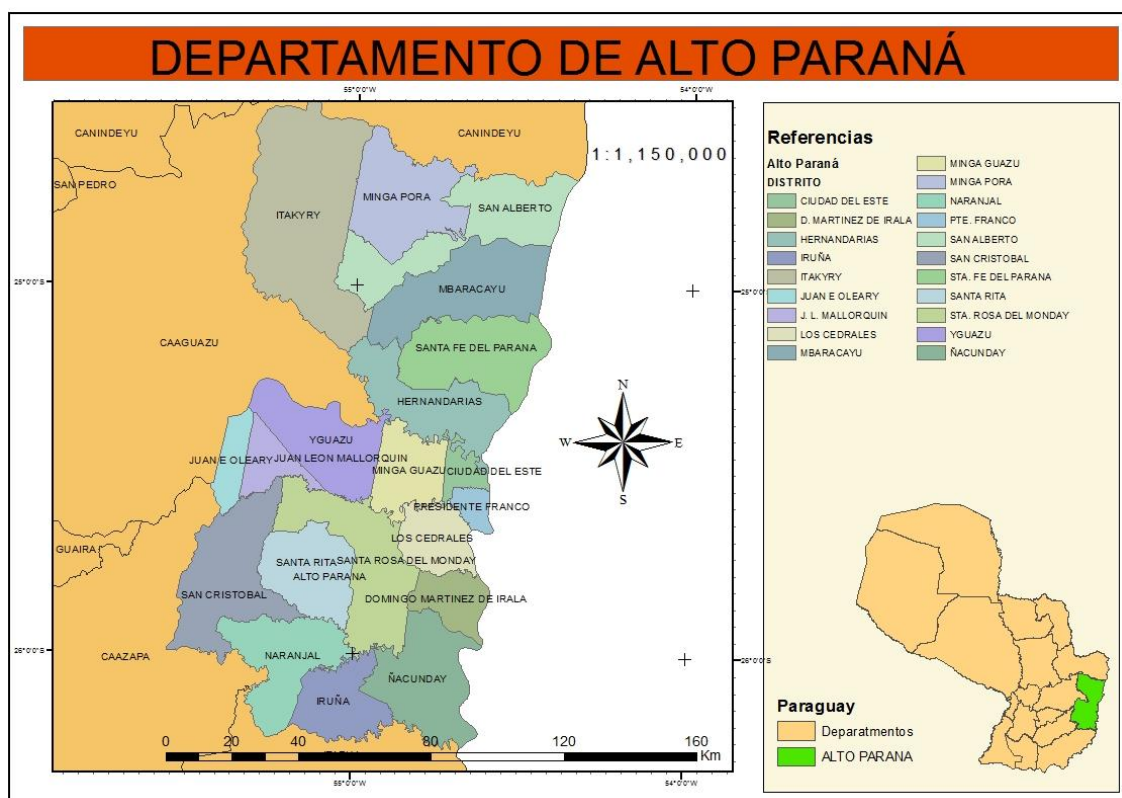 DEPARTAMENTO DE ALTO PARANÁ
55°0'0"W
54°0'0"W
CANINDEYU
CANINDEYU
1:1,150,000
SAN PEDRO
MINGA PORA
SAN ALBERTO
ITAKYRY
25°0'0"S
25°0'0"S
MBARACAYU
CAAGUAZU
SANTA FE DEL PARANA
HERNANDARIAS
YGUAZU
JUAN E OLEARY
JUAN LEON MALLORQUIN
MINGA GUAZU
CIUDAD DEL ESTE
PRESIDENTE FRANCO
LOS CEDRALES
GUAIRA
SANTA RITA
SANTA ROSA DEL MONDAY
ALTO PARANA
SAN CRISTOBAL
DOMINGO MARTINEZ DE IRALA
26°0'0"S
26°0'0"S
CAAZAPA
NARANJAL
ÑACUNDAY
IRUÑA
0 10 20 40 80 120 160
Km
55°0'0"W
54°0'0"W
N
W E
S
Referencias
Alto Paraná
DISTRITO
CIUDAD DEL ESTE
D. MARTINEZ DE IRALA
HERNANDARIAS
IRUÑA
ITAKYRY
JUAN E OLEARY
J. L. MALLORQUIN
LOS CEDRALES
MBARACAYU
MINGA GUAZU
MINGA PORA
NARANJAL
PTE. FRANCO
SAN ALBERTO
SAN CRISTOBAL
STA. FE DEL PARANA
SANTA RITA
STA. ROSA DEL MONDAY
YGUAZU
ÑACUNDAY
Paraguay
Deparatmentos
ALTO PARANA